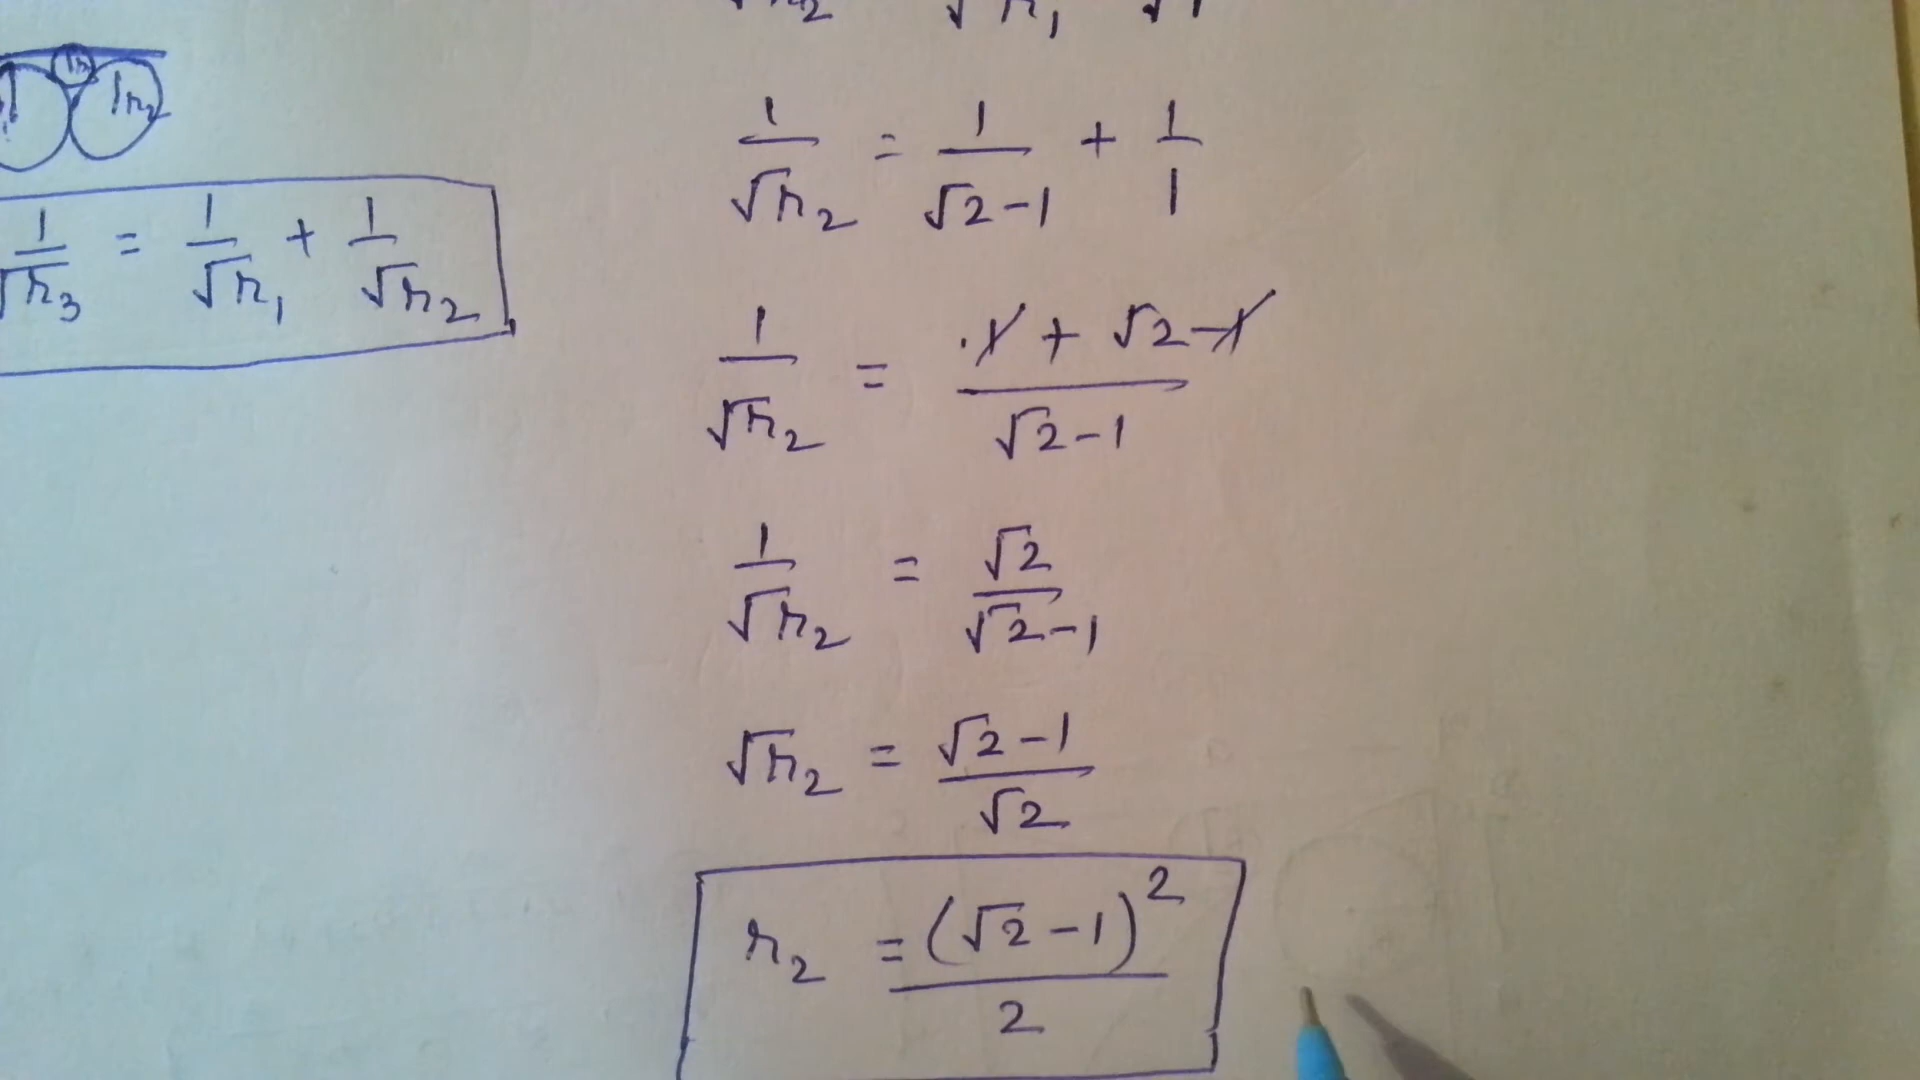 r₂
1/√r₃ = 1/√r₁ + 1/√r₂
1/√r₂ = 1/(√2-1) + 1/1
1/√r₂ = (1 + √2-1)/(√2-1)
1/√r₂ = √2/(√2-1)
√r₂ = (√2-1)/√2
r₂ = (√2-1)²/2